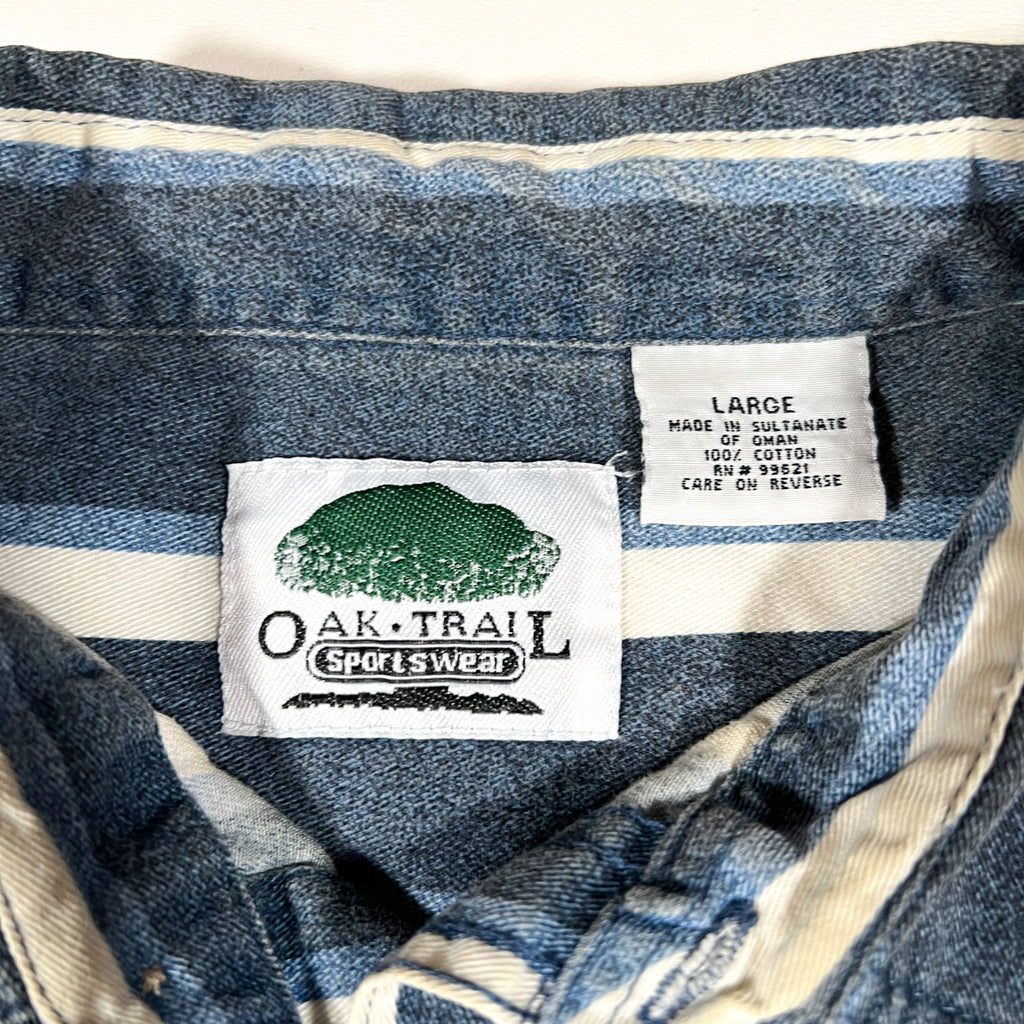 LARGE
MADE IN SULTANATE
OF OMAN
100% COTTON
RN # 99621
CARE ON REVERSE
OAK • TRAIL
Sportswear